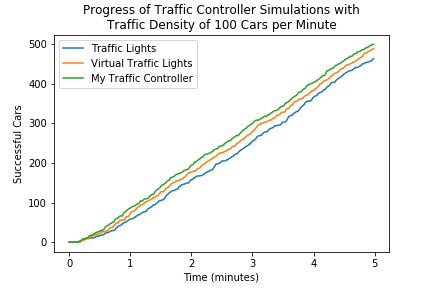 Progress of Traffic Controller Simulations with
Traffic Density of 100 Cars per Minute
500
400
300
200
100
0
Successful Cars
Traffic Lights
Virtual Traffic Lights
My Traffic Controller
0 1 2 3 4 5
Time (minutes)